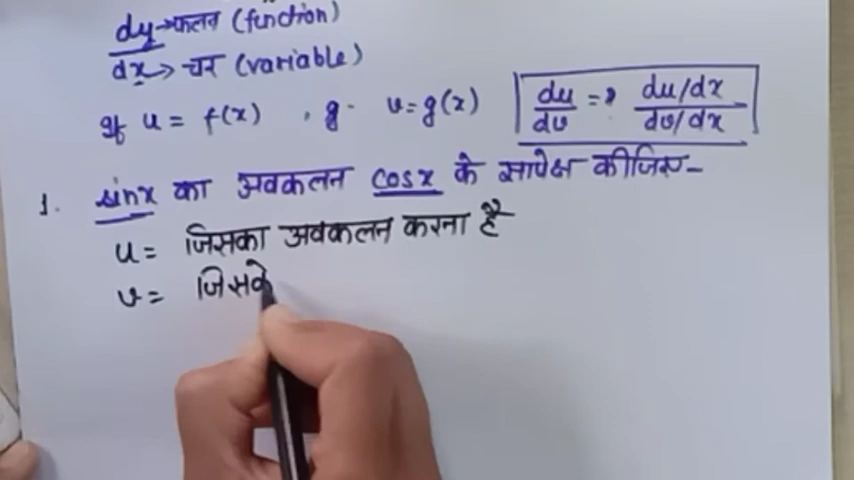 dy→फलन (function)
dx→ चर (variable)
If u = f(x) , g. v=g(x) du/dv = du/dx / dv/dx
1. sinx का अवकलन cosx के सापेक्ष कीजिए-
u = जिसका अवकलन करना है
v = जिसके